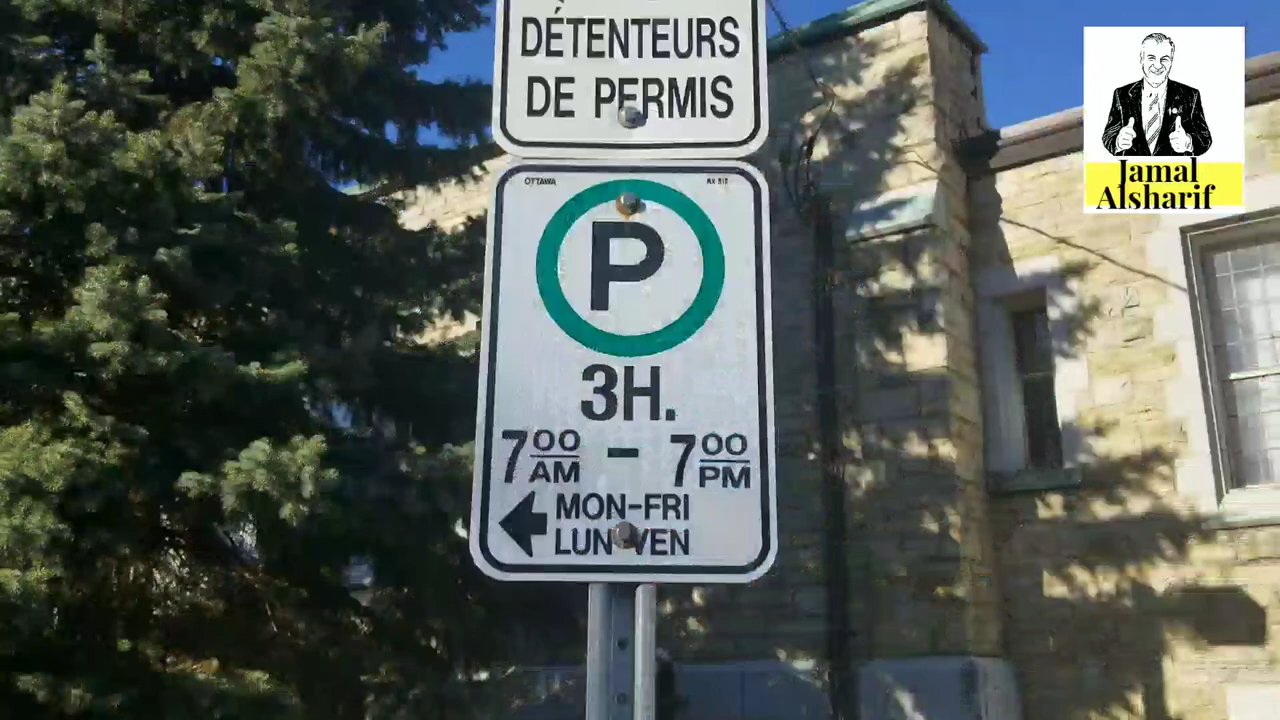 DÉTENTEURS
DE PERMIS
OTTAWA
P
3H.
7 00 AM - 7 00 PM
MON-FRI
LUN-VEN
Jamal
Alsharif